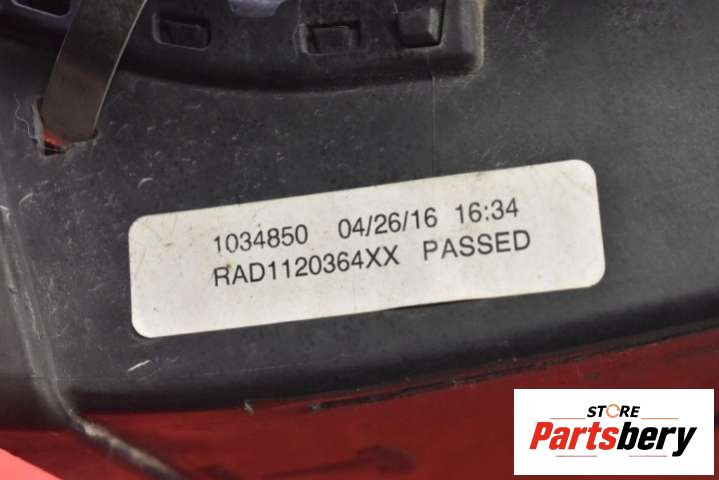 1034850 04/26/16 16:34
RAD1120364XX PASSED
STORE
Partsbery